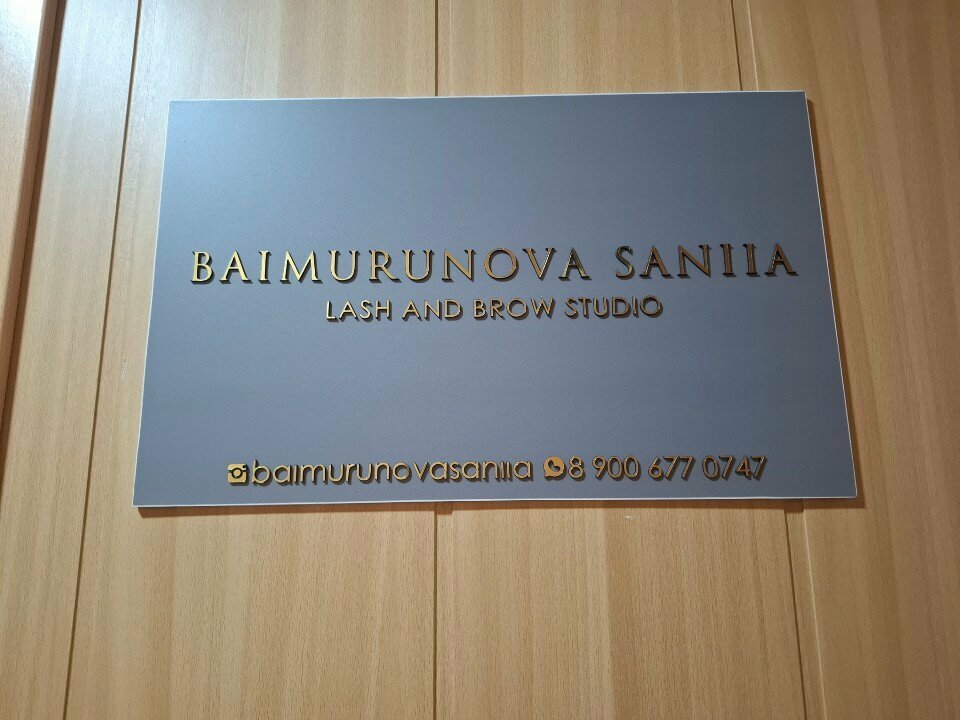 BAIMURUNOVA SANIIA
LASH AND BROW STUDIO
baimurunovasaniia 8 900 677 0747